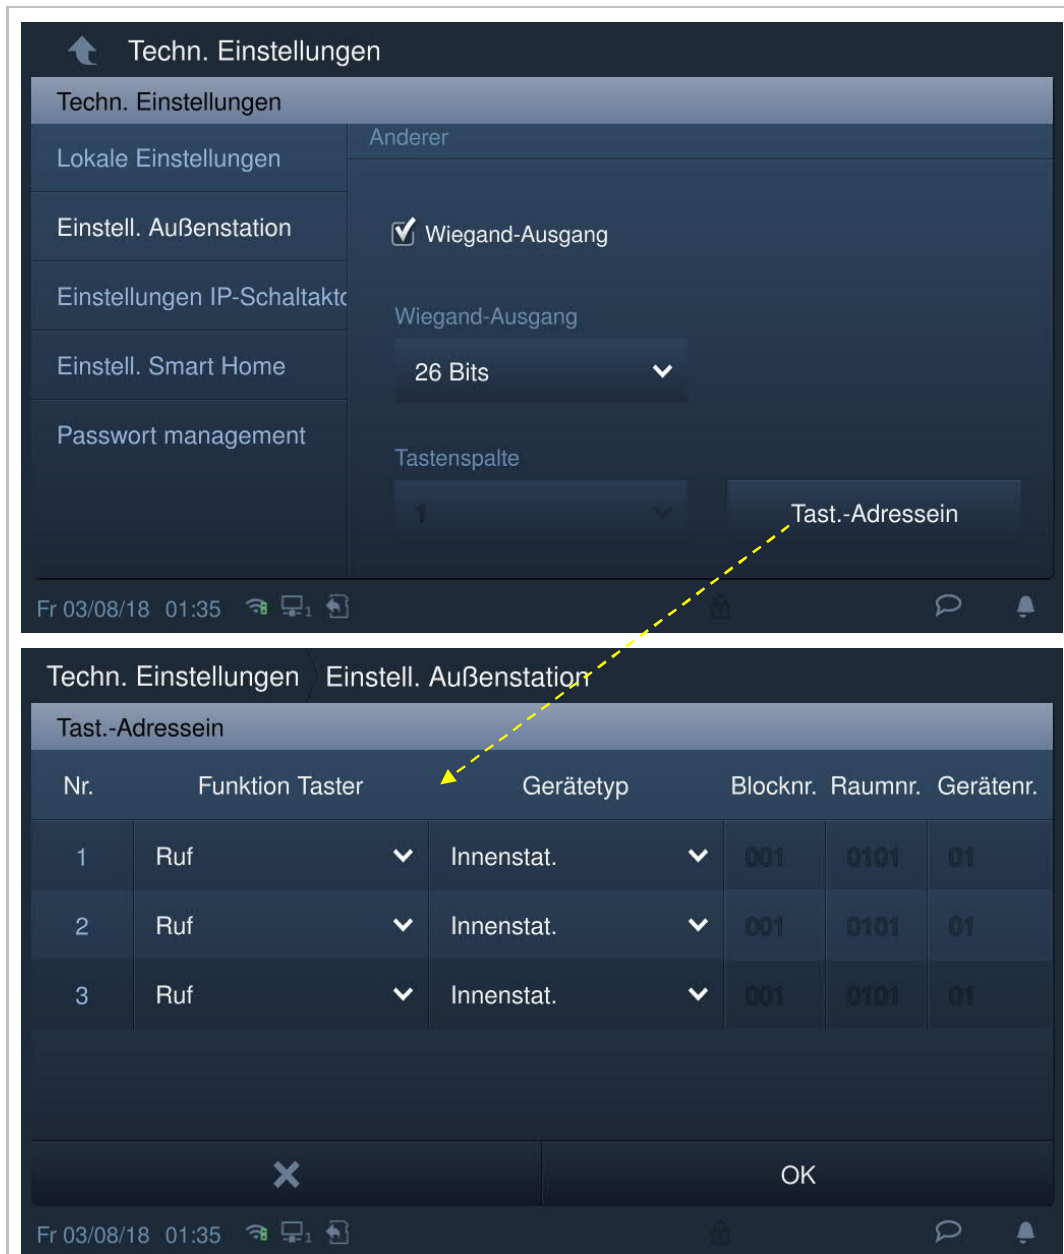 Techn. Einstellungen
Techn. Einstellungen
Lokale Einstellungen
Einstell. Außenstation
Einstellungen IP-Schaltakto
Einstell. Smart Home
Passwort management
Anderer
Wiegand-Ausgang
Wiegand-Ausgang
26 Bits
Tastenspalte
1
Tast.-Adressein
Fr 03/08/18 01:35 1
Techn. Einstellungen Einstell. Außenstation
Tast.-Adressein
Nr. Funktion Taster Gerätetyp Blocknr. Raumnr. Gerätenr.
1 Ruf Innenstat. 001 0101 01
2 Ruf Innenstat. 001 0101 01
3 Ruf Innenstat. 001 0101 01
OK
Fr 03/08/18 01:35 1